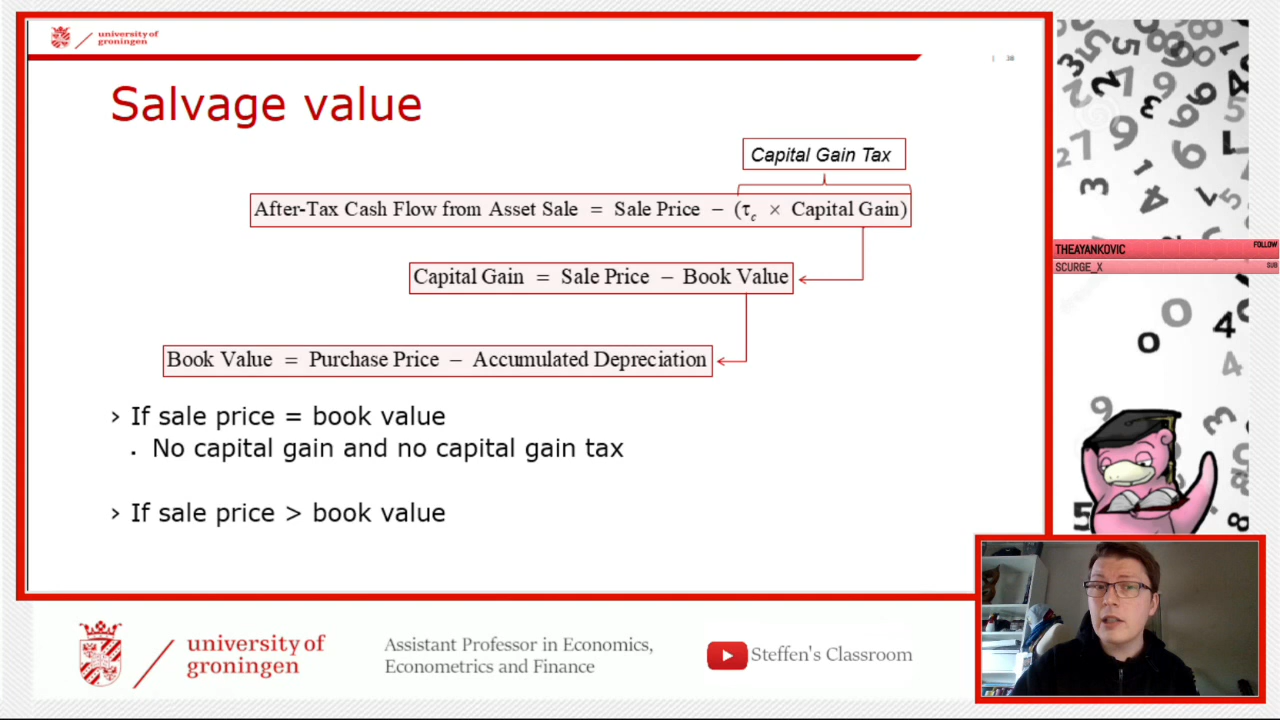 university of
groningen
| 38
Salvage value
Capital Gain Tax
After-Tax Cash Flow from Asset Sale = Sale Price − (τc × Capital Gain)
Capital Gain = Sale Price − Book Value
Book Value = Purchase Price − Accumulated Depreciation
› If sale price = book value
▪ No capital gain and no capital gain tax
› If sale price > book value
THEAYANKOVIC FOLLOW
SCURGE_X SUB
university of
groningen
Assistant Professor in Economics,
Econometrics and Finance
Steffen's Classroom